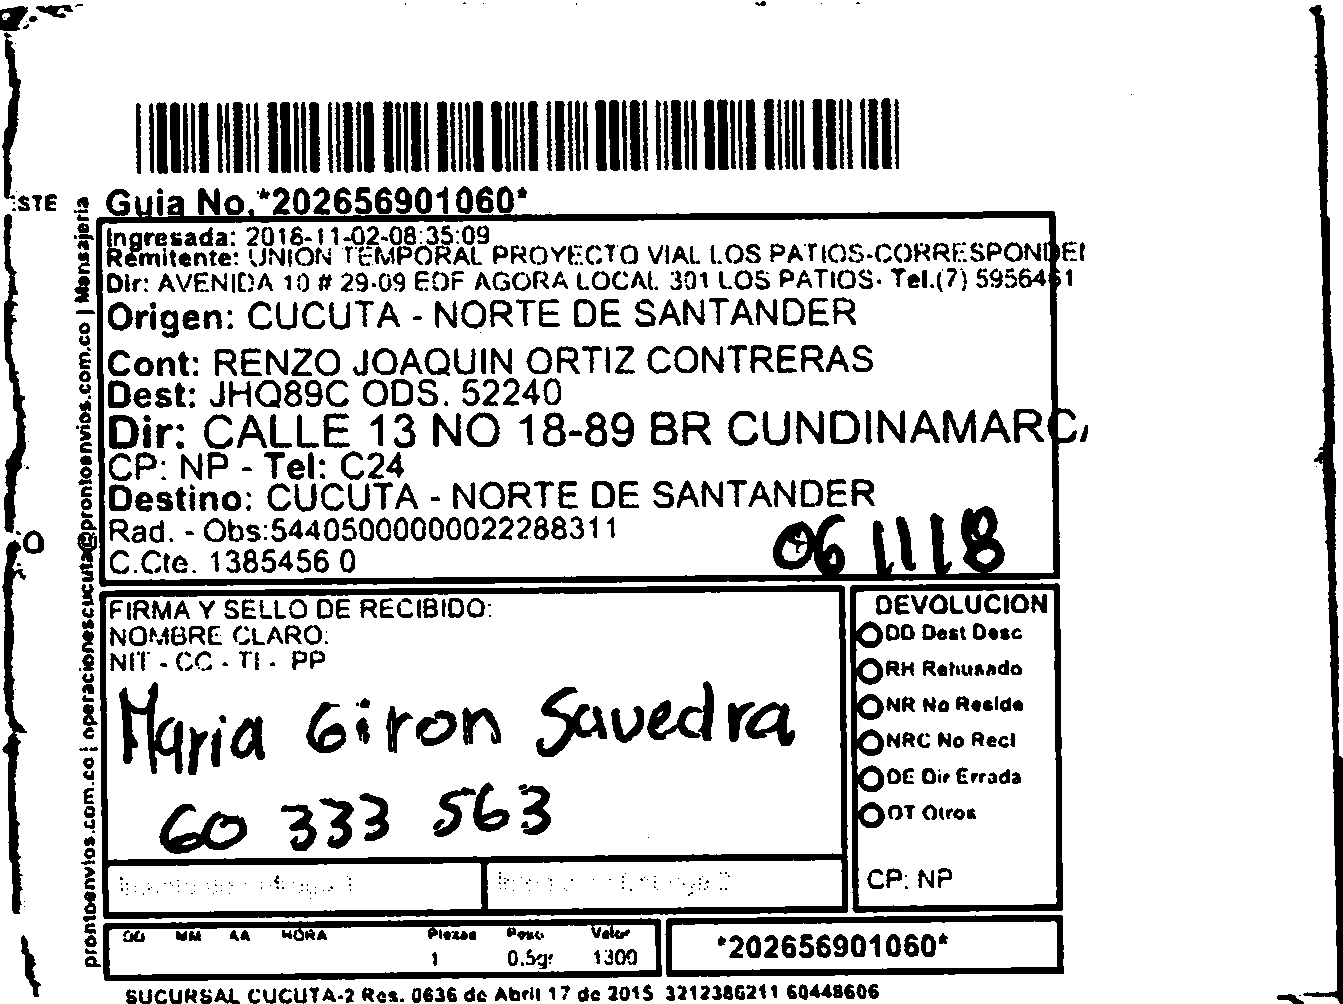 STE
Guia No.*202656901060*
Ingresada: 2016-11-02-08:35:09
Remitente: UNION TEMPORAL PROYECTO VIAL LOS PATIOS-CORRESPONDEN
Dir: AVENIDA 10 # 29-09 EOF AGORA LOCAL 301 LOS PATIOS- Tel.(7) 5956461
Origen: CUCUTA - NORTE DE SANTANDER
Cont: RENZO JOAQUIN ORTIZ CONTRERAS
Dest: JHQ89C ODS. 52240
Dir: CALLE 13 NO 18-89 BR CUNDINAMARCA
CP: NP - Tel: C24
Destino: CUCUTA - NORTE DE SANTANDER
Rad. - Obs:544050000000022288311
C.Cte. 1385456 0
06 1118
prontoenvios.com.co | operacionescucuta@prontoenvios.com.co | Mensajeria
FIRMA Y SELLO DE RECIBIDO:
NOMBRE CLARO:
NIT - CC - TI - PP
Maria Giron Savedra
60 333 563
DEVOLUCION
DD Dest Desc
RH Rehusado
NR No Reside
NRC No Recl
DE Dir Errada
OT Otros
CP: NP
DD MM AA HORA Piezas Peso Valor
1 0.5gr 1300
*202656901060*
SUCURSAL CUCUTA-2 Res. 0636 de Abril 17 de 2015 3212386211 60448606